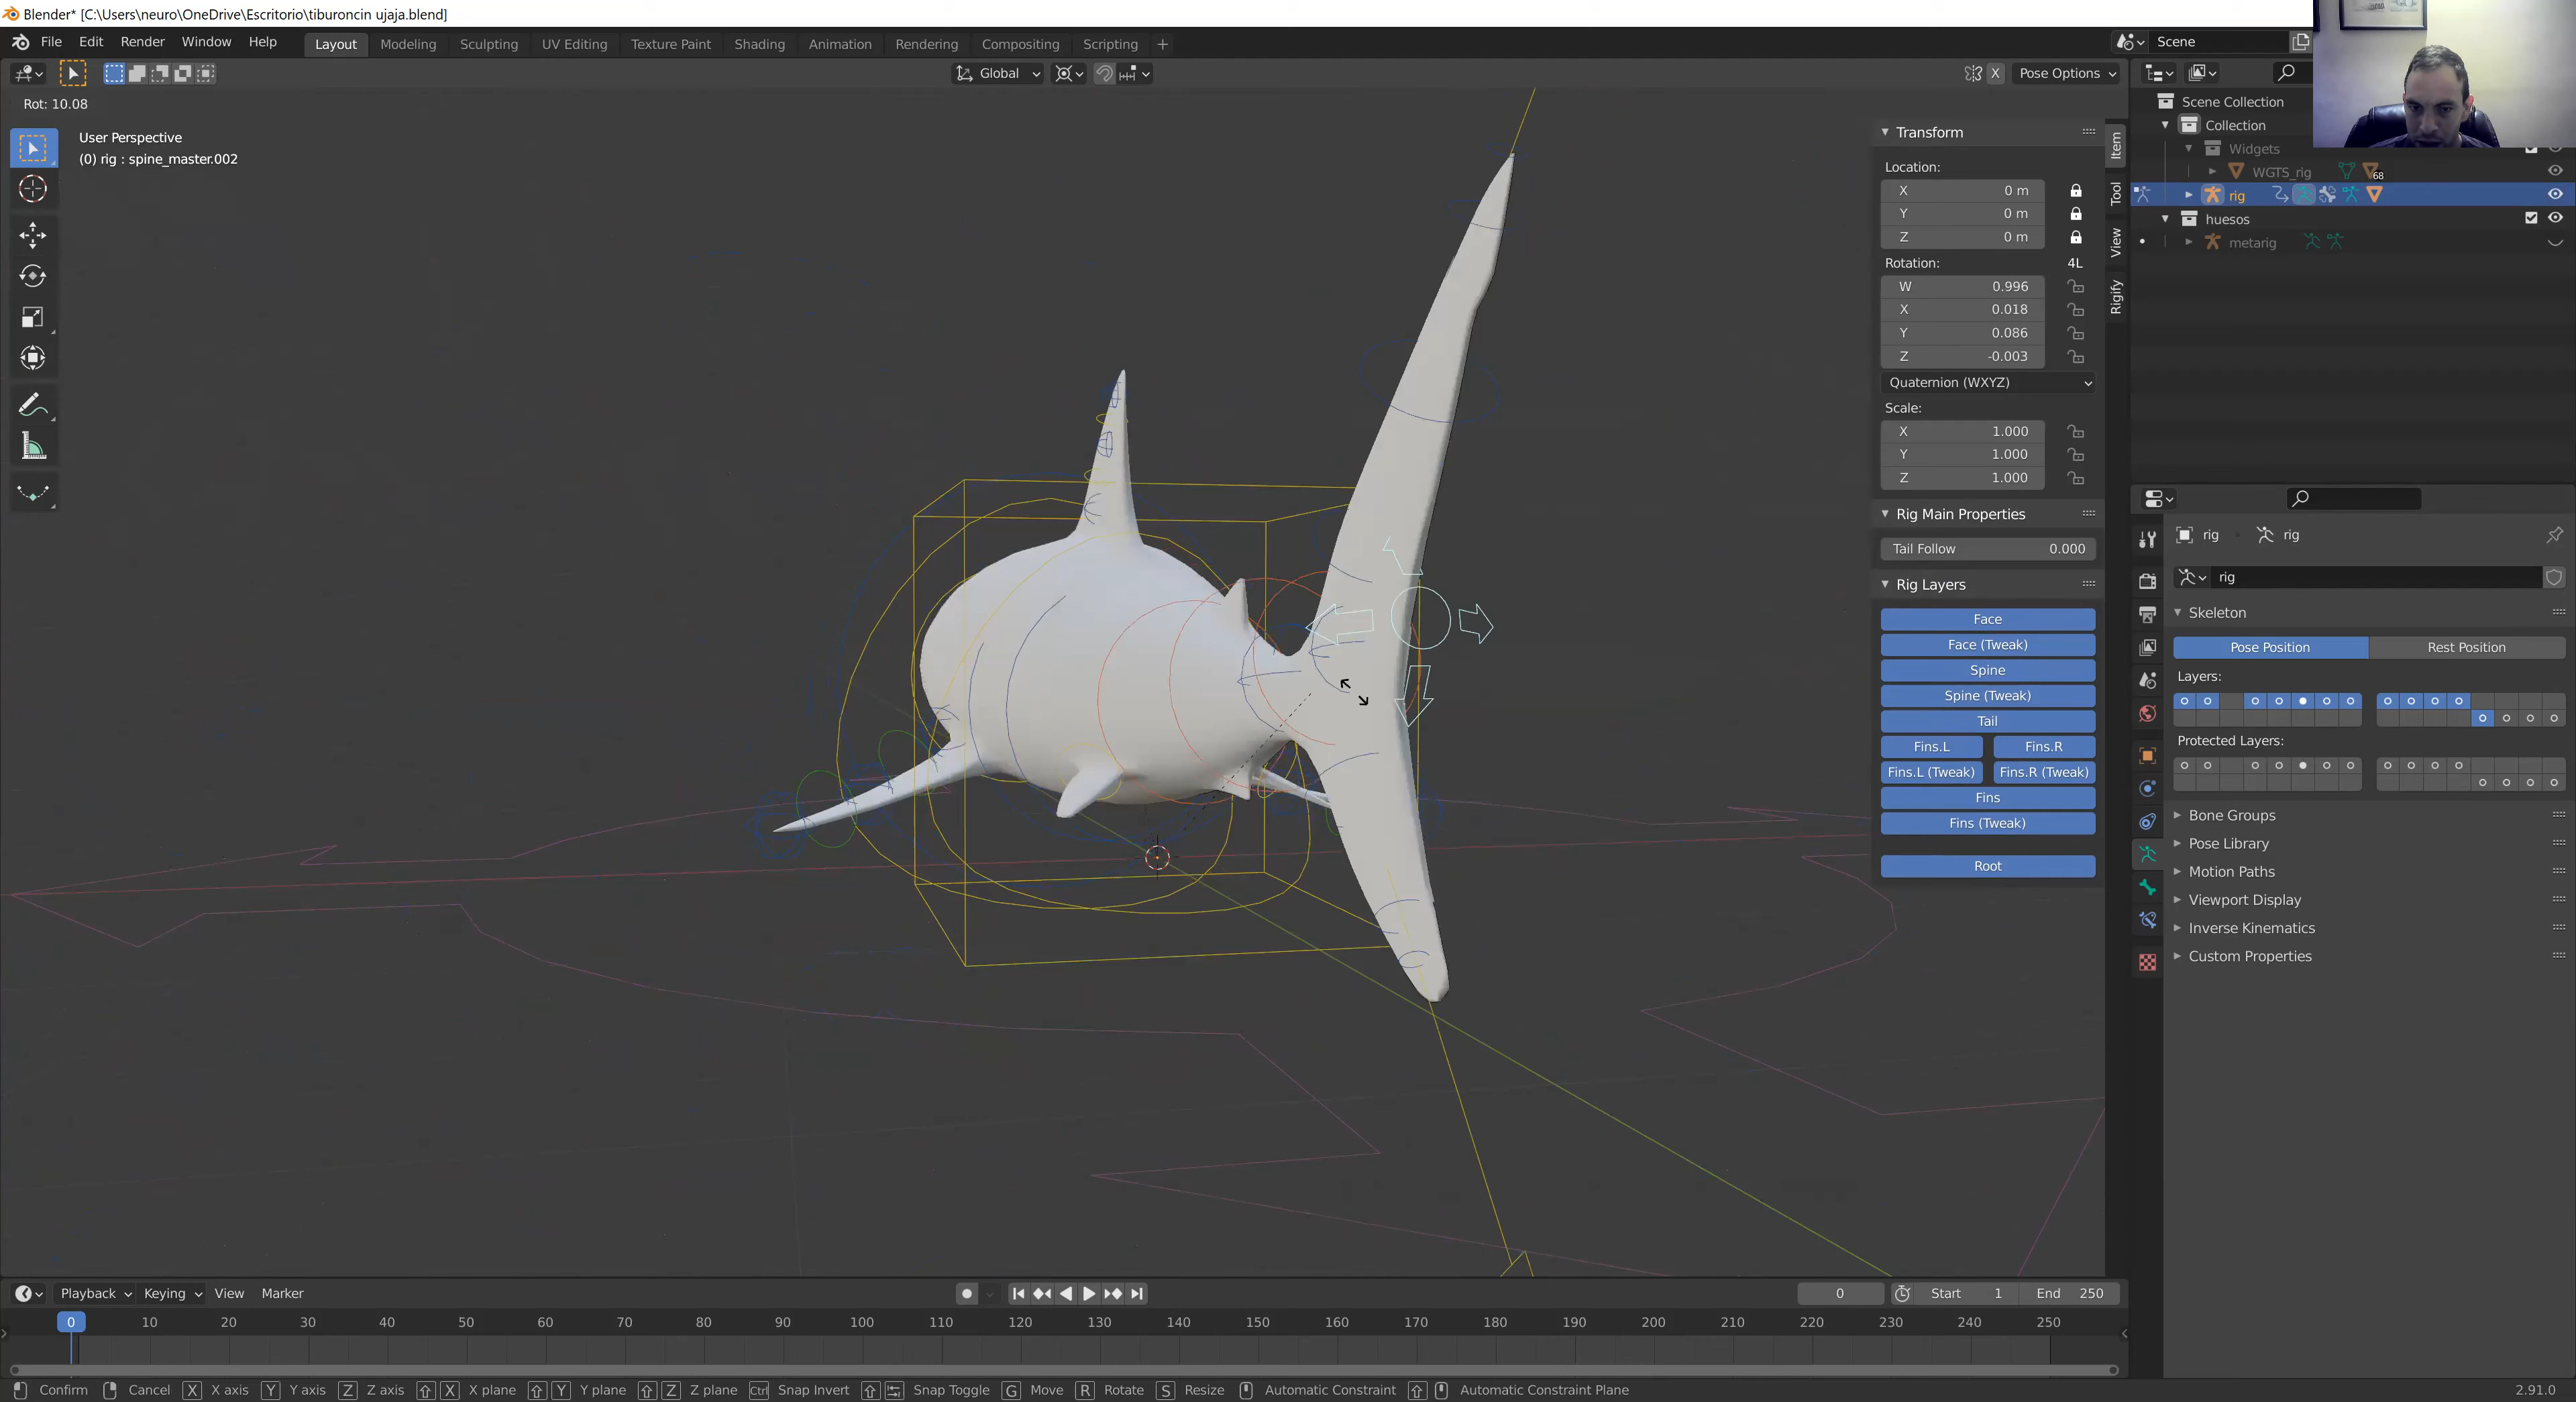 Blender* [C:\Users\neuro\OneDrive\Escritorio\tiburoncin ujaja.blend]
File Edit Render Window Help Layout Modeling Sculpting UV Editing Texture Paint Shading Animation Rendering Compositing Scripting + Scene
Global X Pose Options
Rot: 10.08
User Perspective
(0) rig : spine_master.002
Transform
Location:
X 0 m
Y 0 m
Z 0 m
Rotation: 4L
W 0.996
X 0.018
Y 0.086
Z -0.003
Quaternion (WXYZ)
Scale:
X 1.000
Y 1.000
Z 1.000
Rig Main Properties
Tail Follow 0.000
Rig Layers
Face
Face (Tweak)
Spine
Spine (Tweak)
Tail
Fins.L Fins.R
Fins.L (Tweak) Fins.R (Tweak)
Fins
Fins (Tweak)
Root
Item
Tool
View
Rigify
Scene Collection
Collection
Widgets
WGTS_rig 68
rig
huesos
metarig
rig rig
rig
Skeleton
Pose Position Rest Position
Layers:
Protected Layers:
Bone Groups
Pose Library
Motion Paths
Viewport Display
Inverse Kinematics
Custom Properties
Playback Keying View Marker 0 Start 1 End 250
0 10 20 30 40 50 60 70 80 90 100 110 120 130 140 150 160 170 180 190 200 210 220 230 240 250
Confirm Cancel X X axis Y Y axis Z Z axis X X plane Y Y plane Z Z plane Ctrl Snap Invert Snap Toggle G Move R Rotate S Resize Automatic Constraint Automatic Constraint Plane 2.91.0